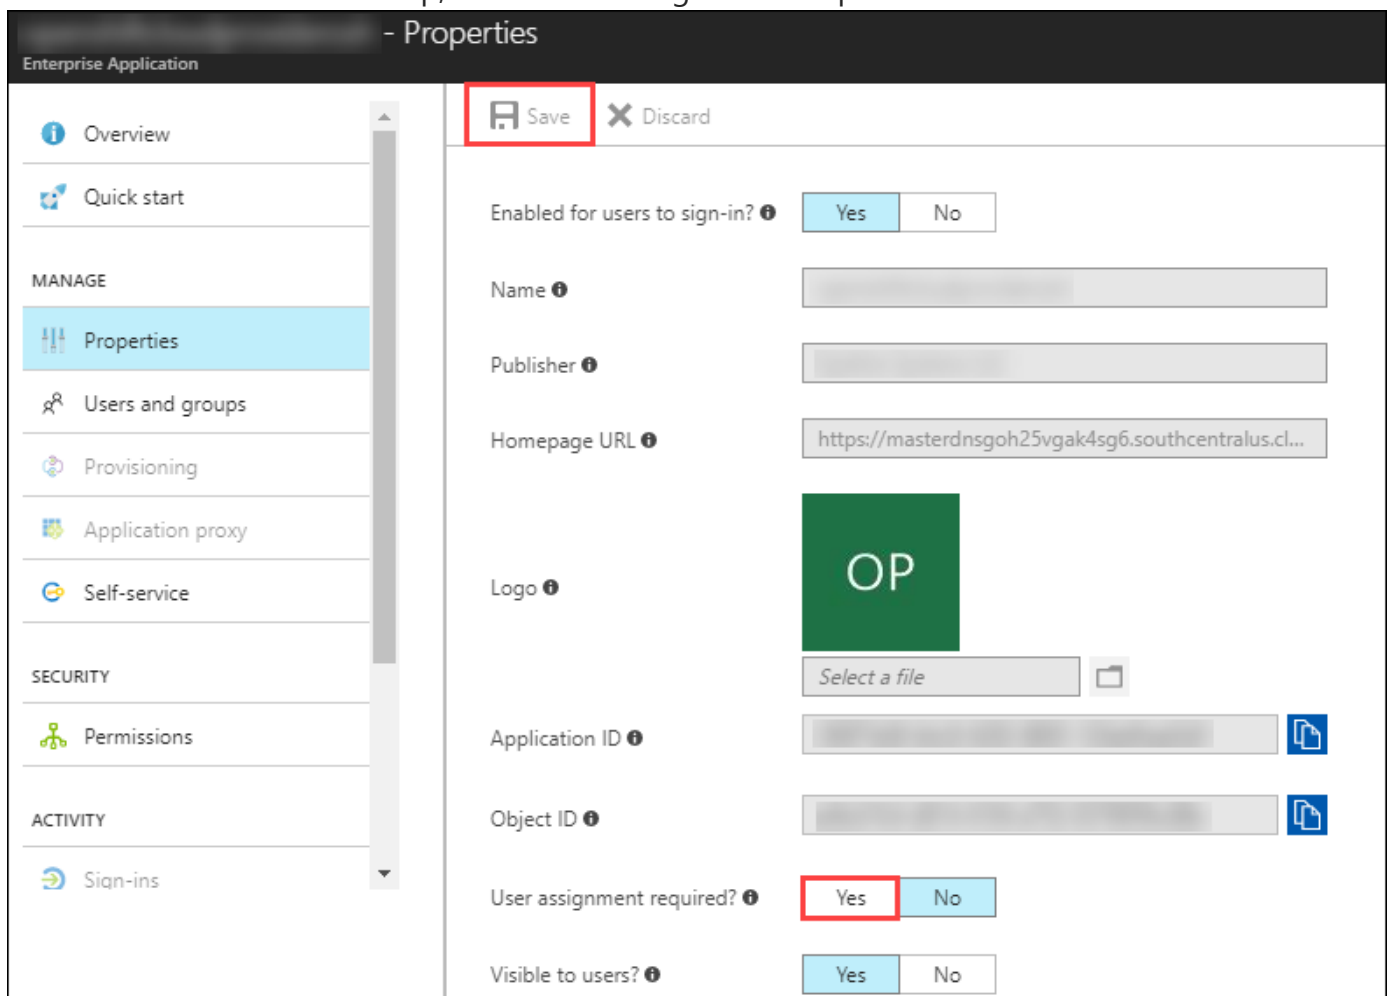 - Properties
Enterprise Application
Save
Discard
Overview
Quick start
MANAGE
Properties
Users and groups
Provisioning
Application proxy
Self-service
SECURITY
Permissions
ACTIVITY
Sign-ins
Enabled for users to sign-in?
Yes
No
Name
Publisher
Homepage URL
https://masterdnsgoh25vgak4sg6.southcentralus.cl...
Logo
OP
Select a file
Application ID
Object ID
User assignment required?
Yes
No
Visible to users?
Yes
No